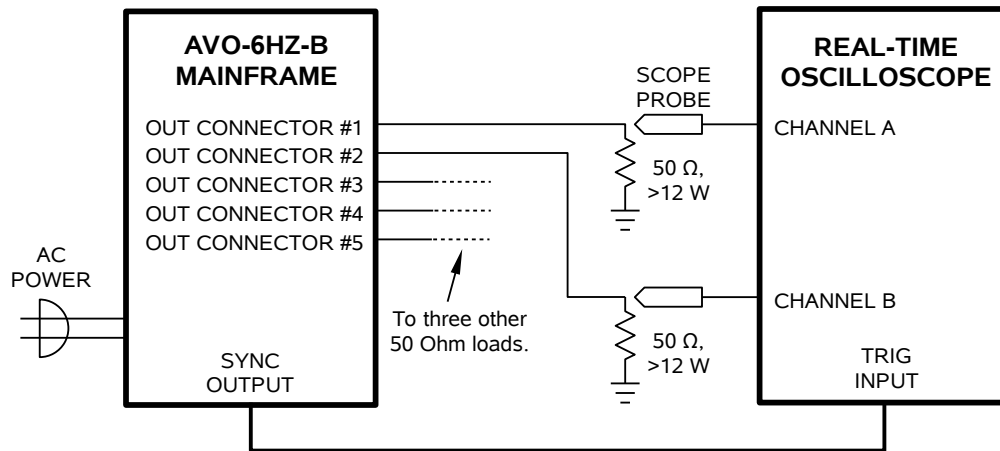 AVO-6HZ-B
MAINFRAME
OUT CONNECTOR #1
OUT CONNECTOR #2
OUT CONNECTOR #3
OUT CONNECTOR #4
OUT CONNECTOR #5
AC
POWER
SYNC
OUTPUT
To three other
50 Ohm loads.
SCOPE
PROBE
50 Ω,
>12 W
50 Ω,
>12 W
REAL-TIME
OSCILLOSCOPE
CHANNEL A
CHANNEL B
TRIG
INPUT